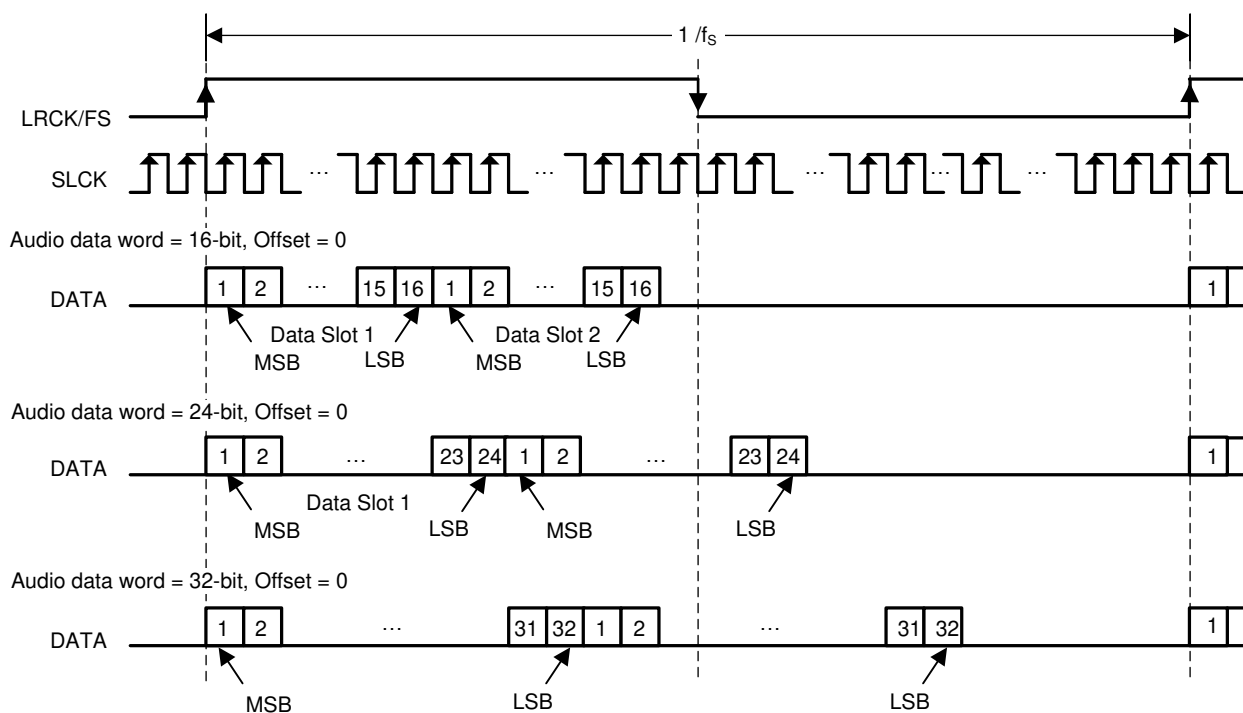 1 /fS
LRCK/FS
SLCK ... ... ... ... ...
Audio data word = 16-bit, Offset = 0
DATA 1 2 ... 15 16 1 2 ... 15 16 1
Data Slot 1 Data Slot 2
MSB LSB MSB LSB
Audio data word = 24-bit, Offset = 0
DATA 1 2 ... 23 24 1 2 ... 23 24 1
Data Slot 1
MSB LSB MSB LSB
Audio data word = 32-bit, Offset = 0
DATA 1 2 ... 31 32 1 2 ... 31 32 1
MSB LSB LSB